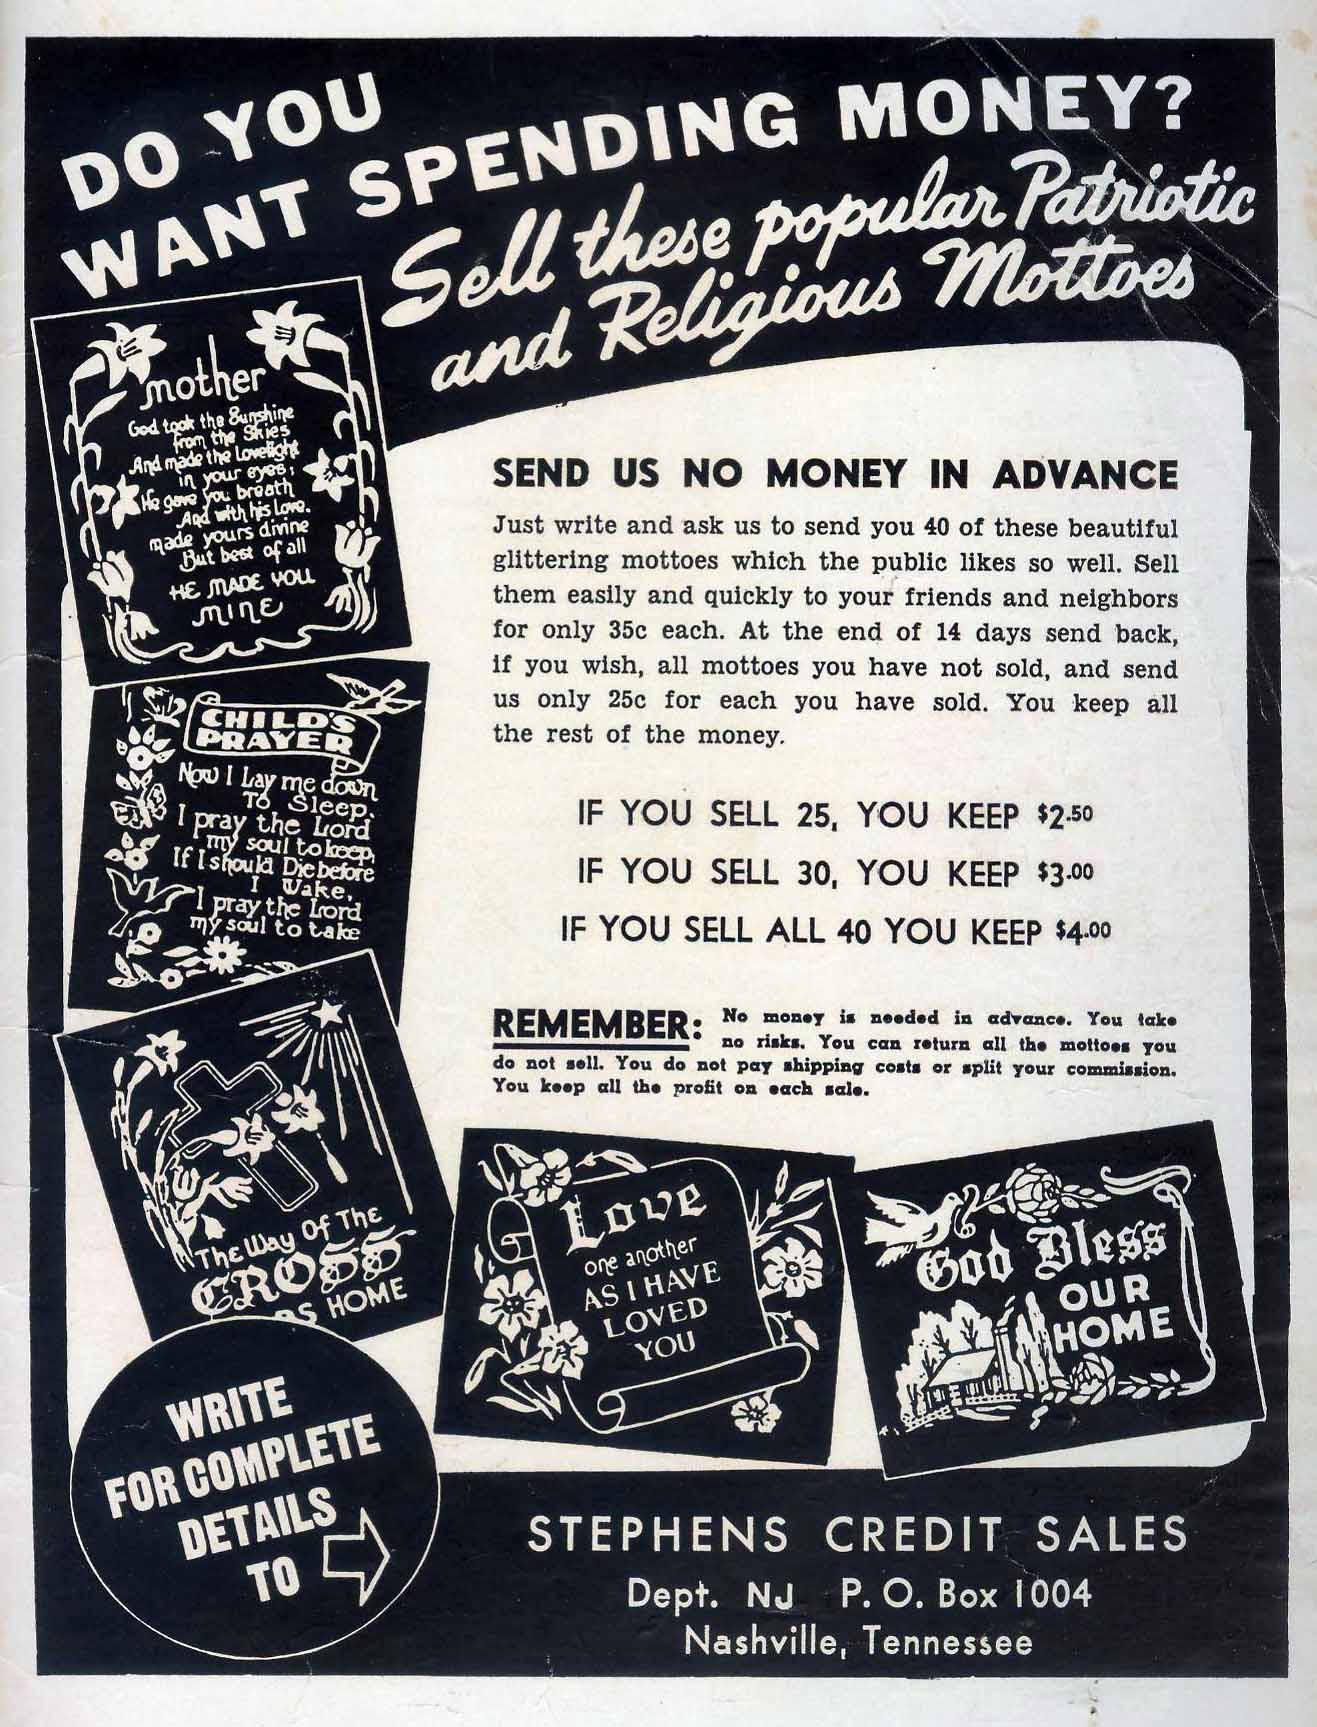 DO YOU
WANT SPENDING MONEY?
Sell these popular Patriotic
and Religious Mottoes
mother
God took the Sunshine
from the Skies
And made the Lovelight
in your eyes;
He gave you breath
And with his Love.
made yours divine
But best of all
HE MADE YOU
MINE
CHILD'S
PRAYER
Now I Lay me down
To Sleep,
I pray the Lord
my soul to keep,
If I should Die before
I Wake,
I pray the Lord
my soul to take
The Way Of The
CROSS
HOME
SEND US NO MONEY IN ADVANCE
Just write and ask us to send you 40 of these beautiful
glittering mottoes which the public likes so well. Sell
them easily and quickly to your friends and neighbors
for only 35c each. At the end of 14 days send back,
if you wish, all mottoes you have not sold, and send
us only 25c for each you have sold. You keep all
the rest of the money.
IF YOU SELL 25, YOU KEEP $2.50
IF YOU SELL 30, YOU KEEP $3.00
IF YOU SELL ALL 40 YOU KEEP $4.00
REMEMBER: No money is needed in advance. You take
no risks. You can return all the mottoes you
do not sell. You do not pay shipping costs or split your commission.
You keep all the profit on each sale.
Love
one another
AS I HAVE
LOVED
YOU
God Bless
OUR
HOME
WRITE
FOR COMPLETE
DETAILS
TO
STEPHENS CREDIT SALES
Dept. NJ P. O. Box 1004
Nashville, Tennessee